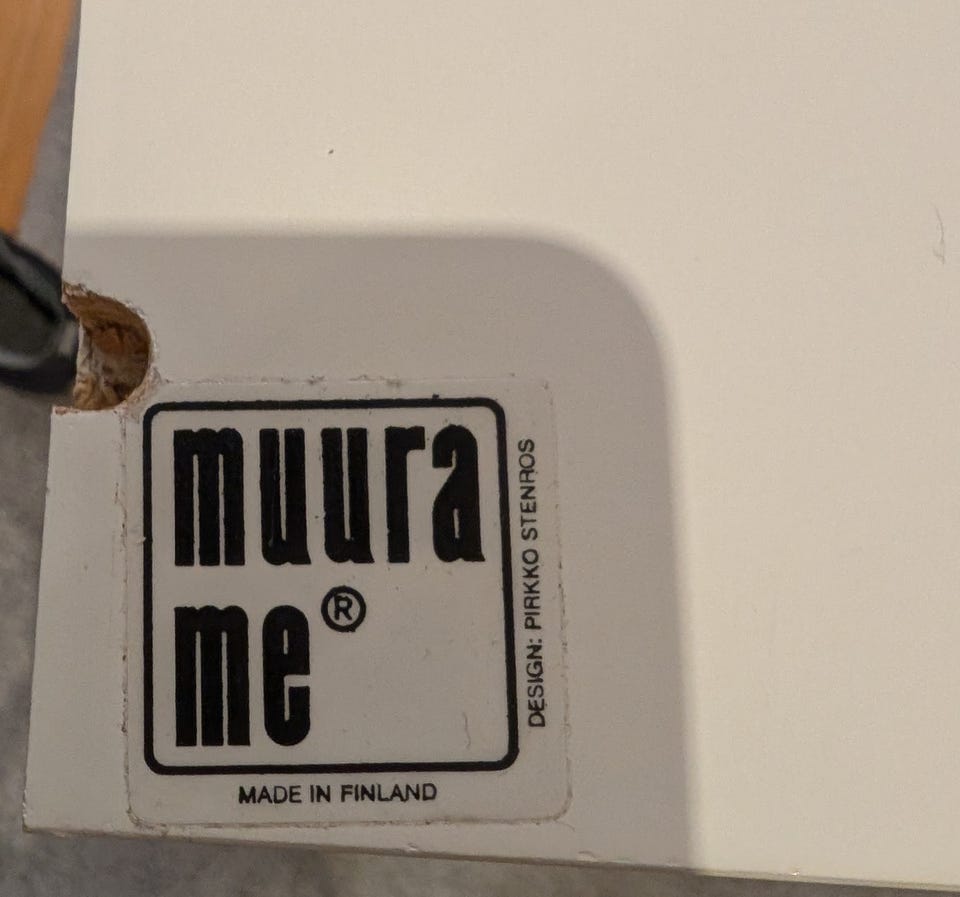 muura
me®
DESIGN: PIRKKO STENROS
MADE IN FINLAND